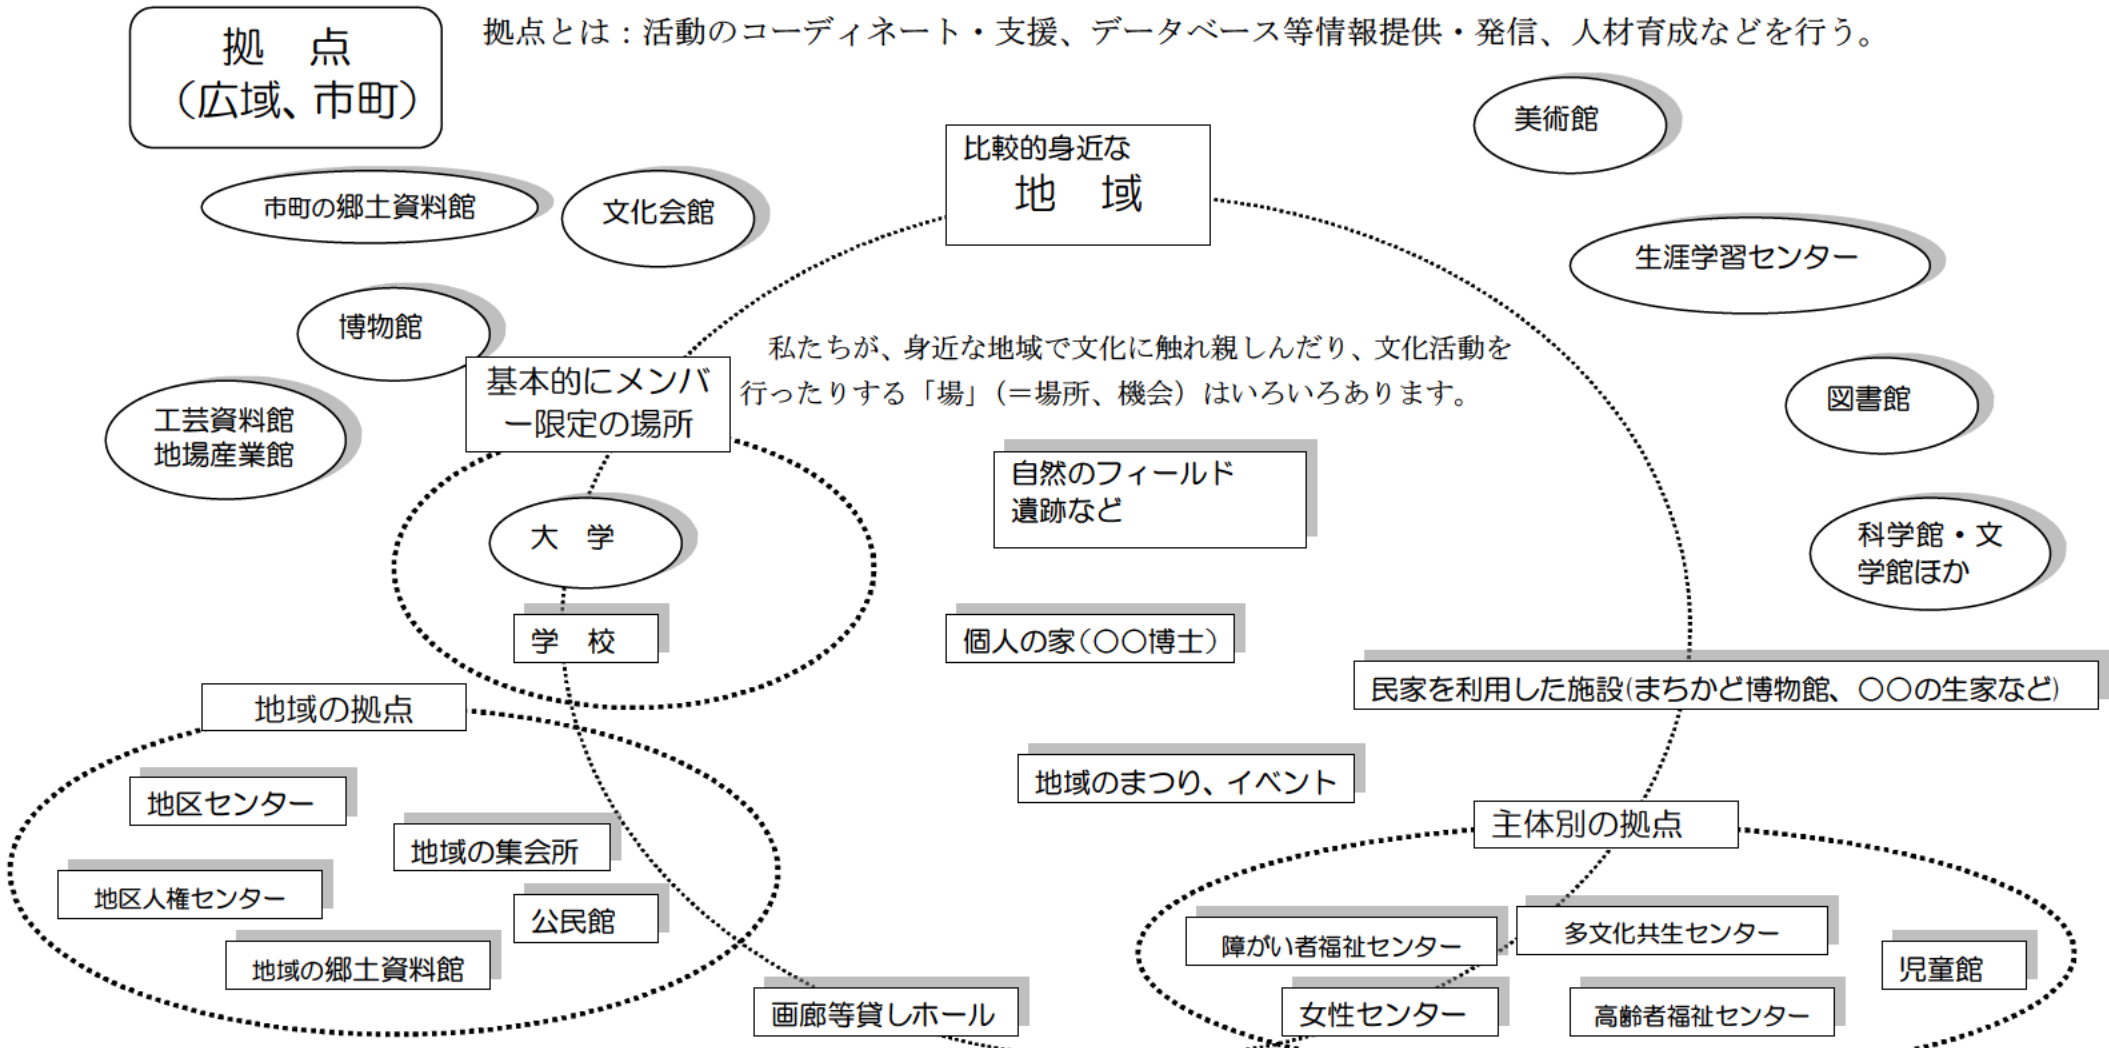 拠　点
（広域、市町）
拠点とは：活動のコーディネート・支援、データベース等情報提供・発信、人材育成などを行う。
美術館
比較的身近な
地　域
市町の郷土資料館
文化会館
生涯学習センター
博物館
私たちが、身近な地域で文化に触れ親しんだり、文化活動を
行ったりする「場」（＝場所、機会）はいろいろあります。
基本的にメンバ
ー限定の場所
図書館
工芸資料館
地場産業館
自然のフィールド
遺跡など
大　学
科学館・文
学館ほか
学　校
個人の家（〇〇博士）
民家を利用した施設(まちかど博物館、〇〇の生家など)
地域の拠点
地域のまつり、イベント
地区センター
主体別の拠点
地域の集会所
地区人権センター
公民館
障がい者福祉センター
多文化共生センター
地域の郷土資料館
児童館
画廊等貸しホール
女性センター
高齢者福祉センター